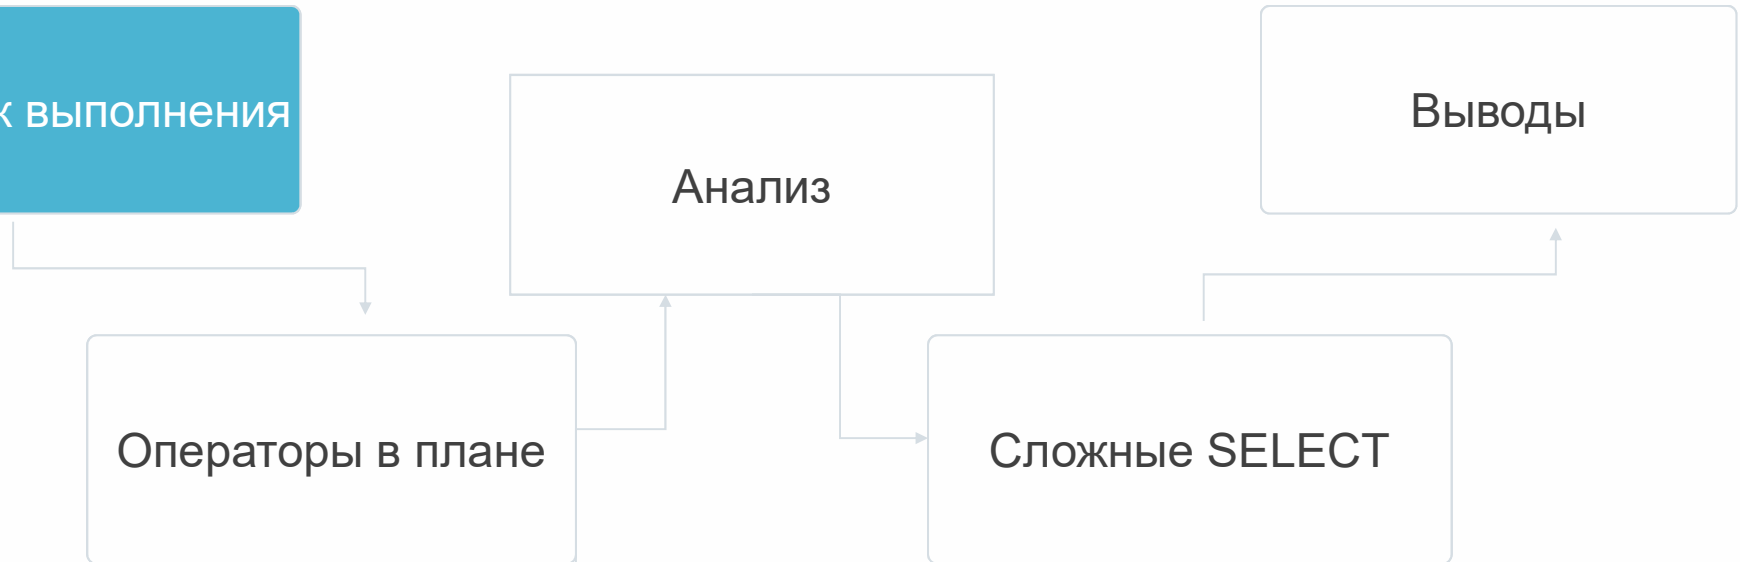 к выполнения
Анализ
Выводы
Операторы в плане
Сложные SELECT